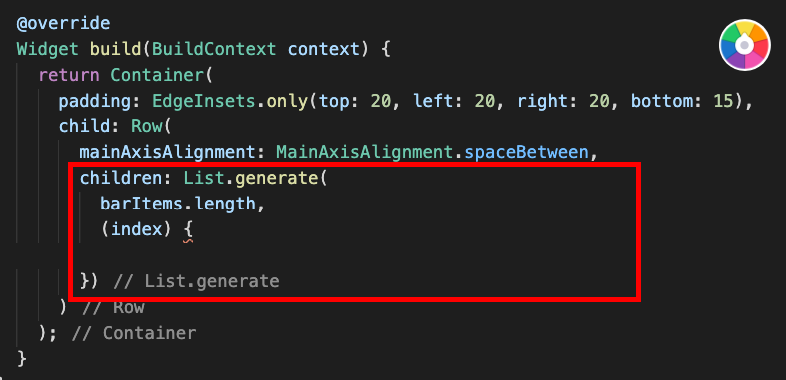 @override
Widget build(BuildContext context) {
return Container(
padding: EdgeInsets.only(top: 20, left: 20, right: 20, bottom: 15),
child: Row(
mainAxisAlignment: MainAxisAlignment.spaceBetween,
children: List.generate(
barItems.length,
(index) {
}) // List.generate
) // Row
); // Container
}